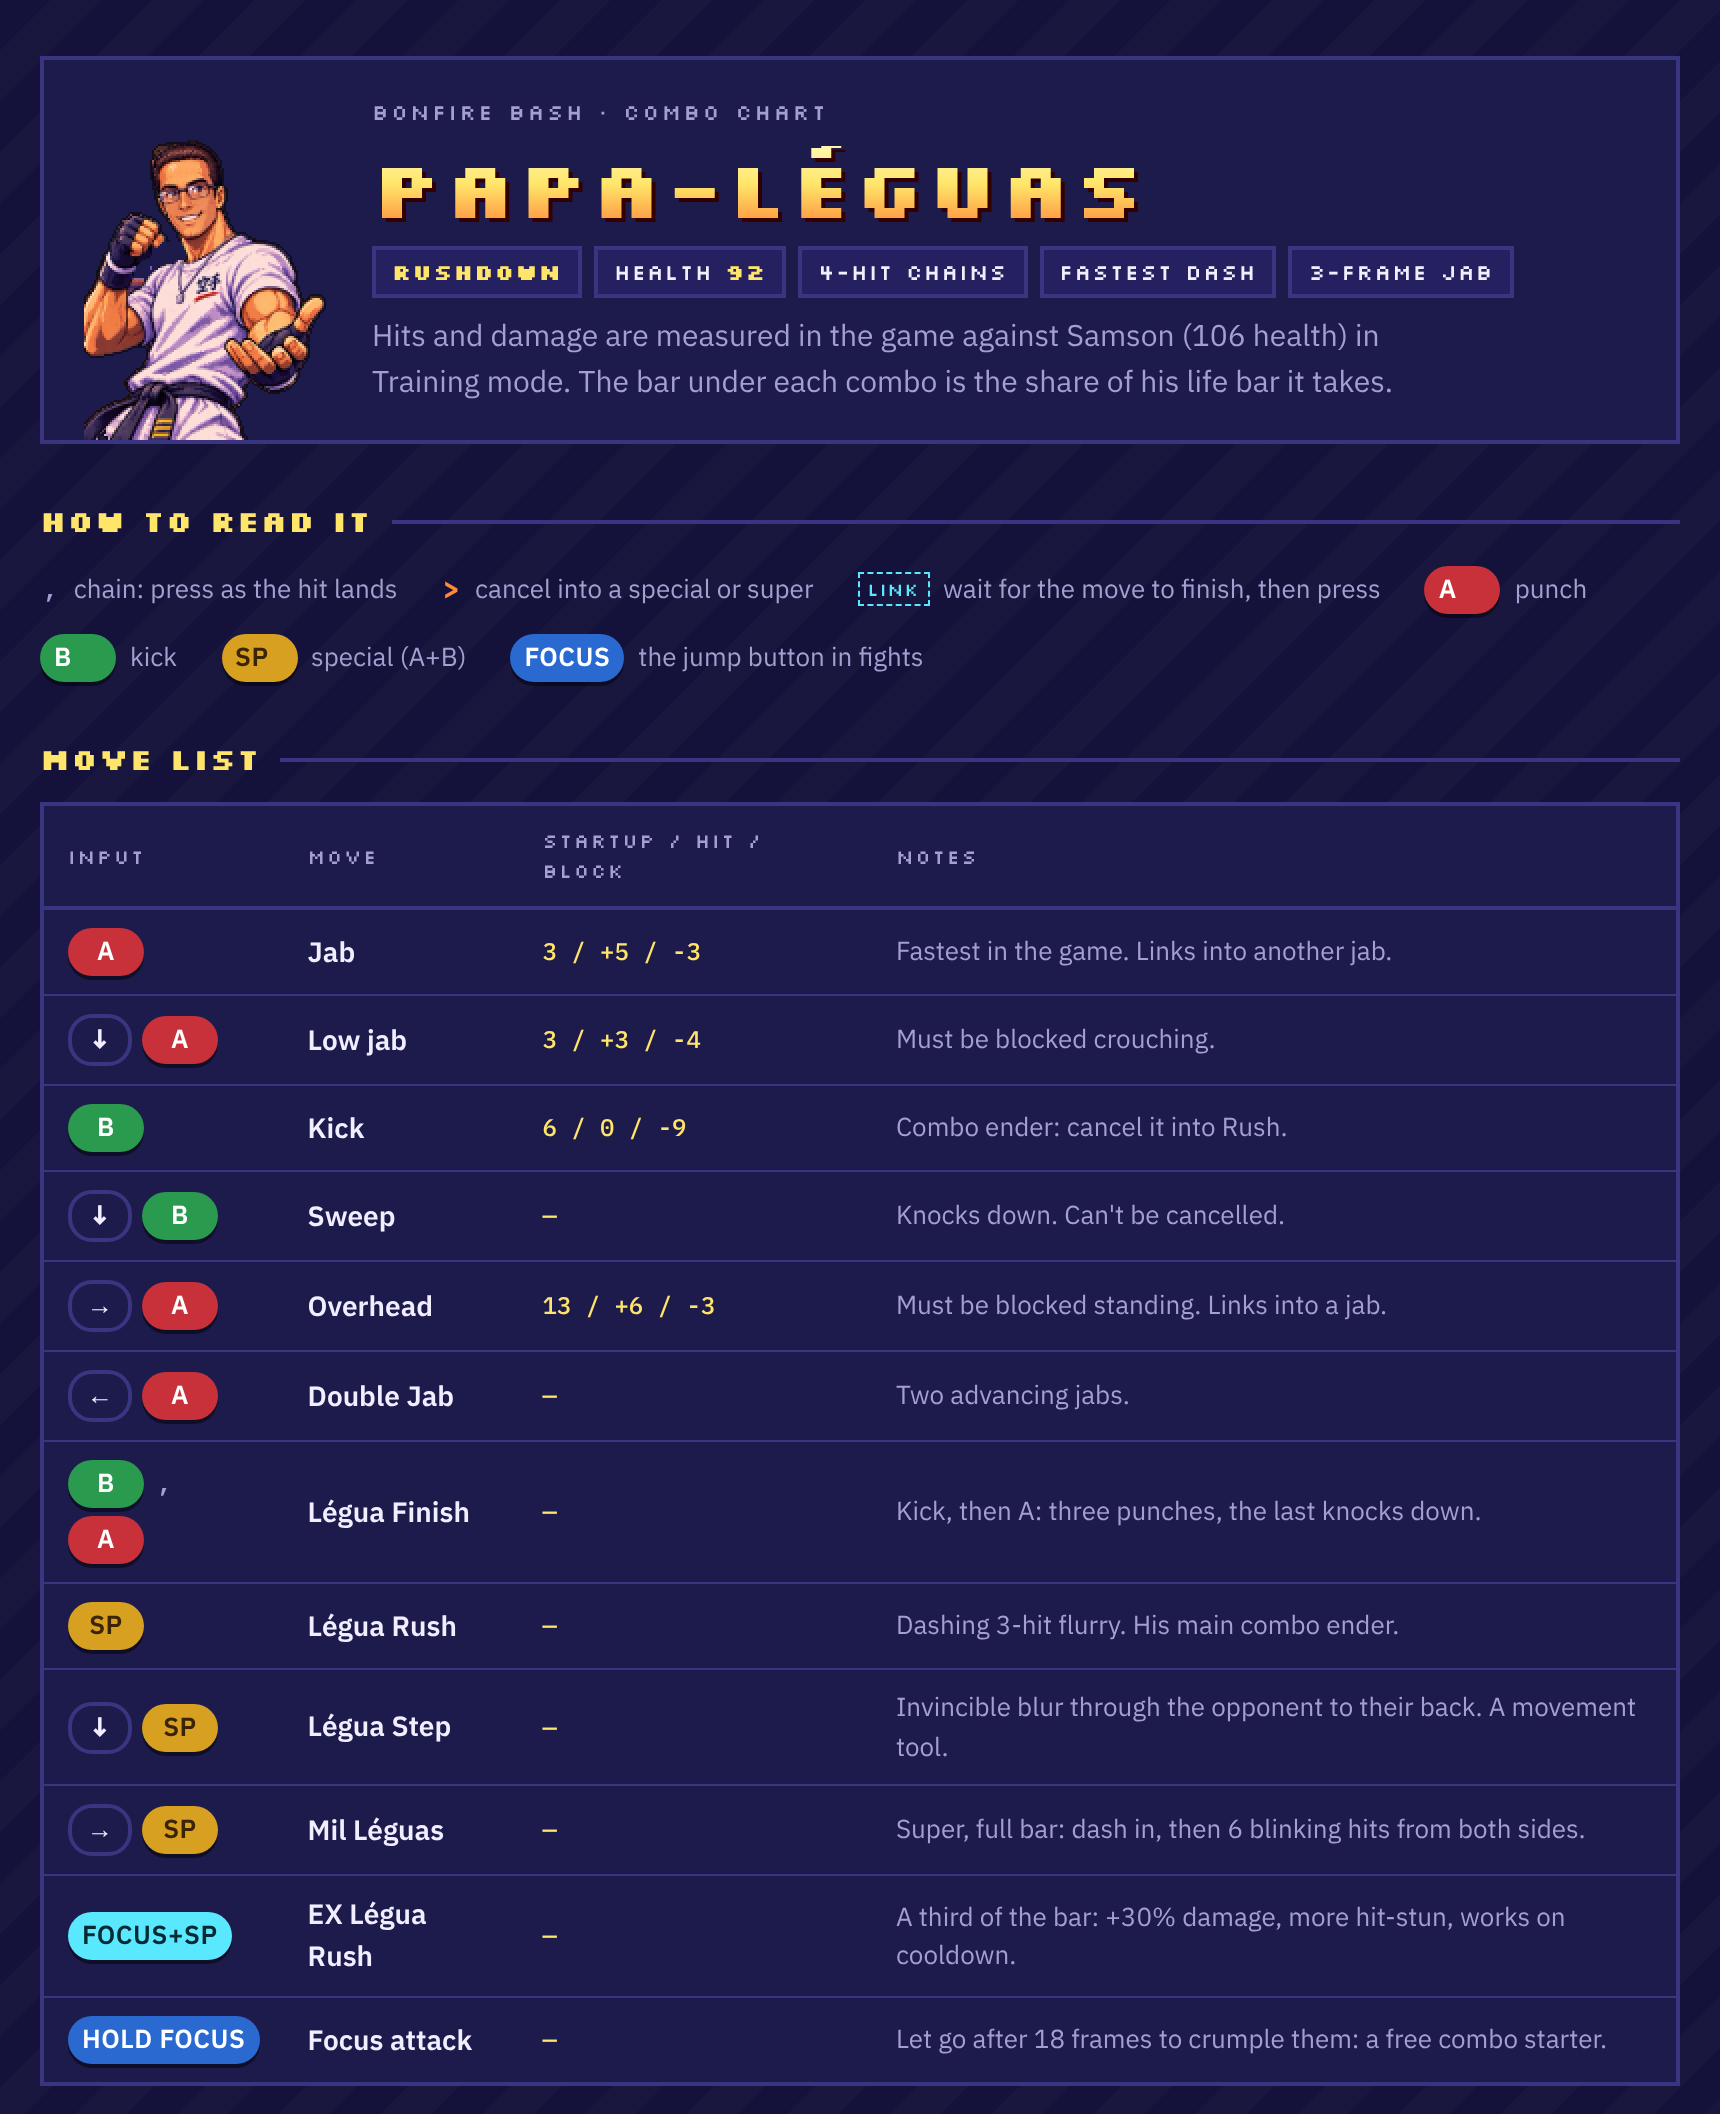 BONFIRE BASH · COMBO CHART
PAPA-LÉGUAS
RUSHDOWN HEALTH 92 4-HIT CHAINS FASTEST DASH 3-FRAME JAB
Hits and damage are measured in the game against Samson (106 health) in
Training mode. The bar under each combo is the share of his life bar it takes.
HOW TO READ IT
, chain: press as the hit lands > cancel into a special or super LINK wait for the move to finish, then press A punch
B kick SP special (A+B) FOCUS the jump button in fights
MOVE LIST
INPUT MOVE STARTUP / HIT / BLOCK NOTES
A Jab 3 / +5 / -3 Fastest in the game. Links into another jab.
↓ A Low jab 3 / +3 / -4 Must be blocked crouching.
B Kick 6 / 0 / -9 Combo ender: cancel it into Rush.
↓ B Sweep – Knocks down. Can't be cancelled.
→ A Overhead 13 / +6 / -3 Must be blocked standing. Links into a jab.
← A Double Jab – Two advancing jabs.
B , A Légua Finish – Kick, then A: three punches, the last knocks down.
SP Légua Rush – Dashing 3-hit flurry. His main combo ender.
↓ SP Légua Step – Invincible blur through the opponent to their back. A movement
tool.
→ SP Mil Léguas – Super, full bar: dash in, then 6 blinking hits from both sides.
FOCUS+SP EX Légua Rush – A third of the bar: +30% damage, more hit-stun, works on
cooldown.
HOLD FOCUS Focus attack – Let go after 18 frames to crumple them: a free combo starter.